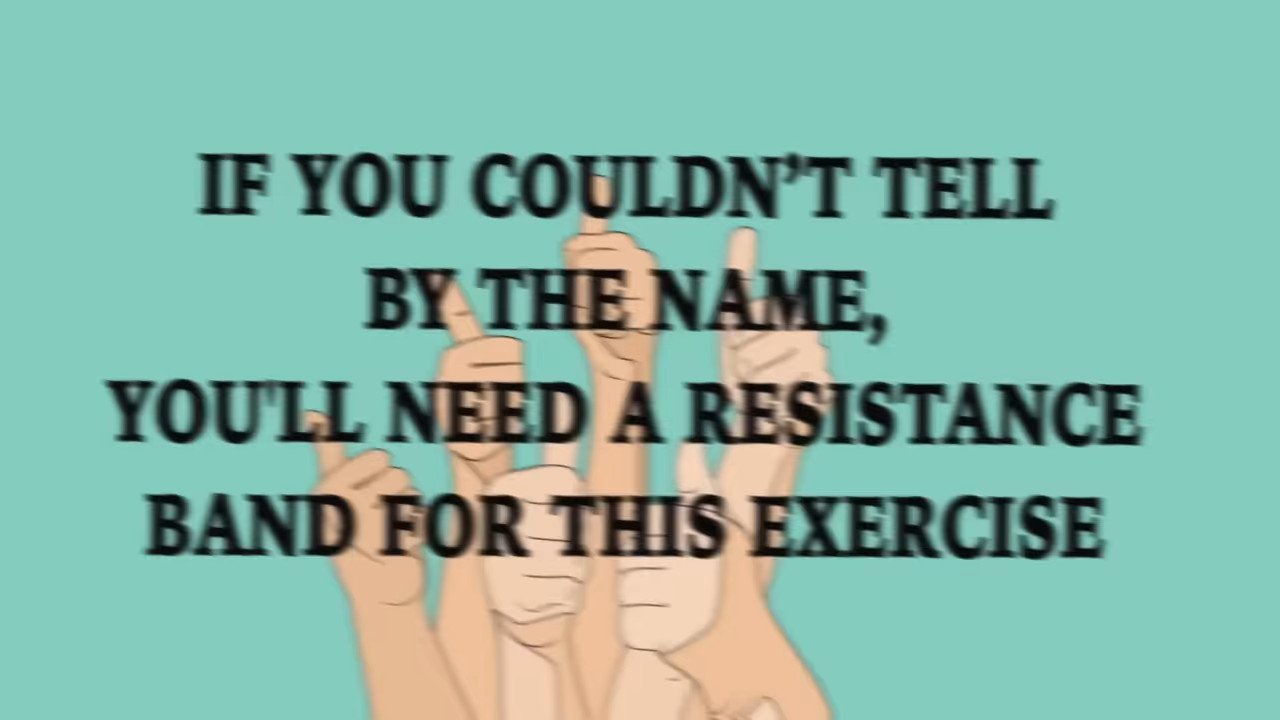 IF YOU COULDN’T TELL
BY THE NAME,
YOU'LL NEED A RESISTANCE
BAND FOR THIS EXERCISE